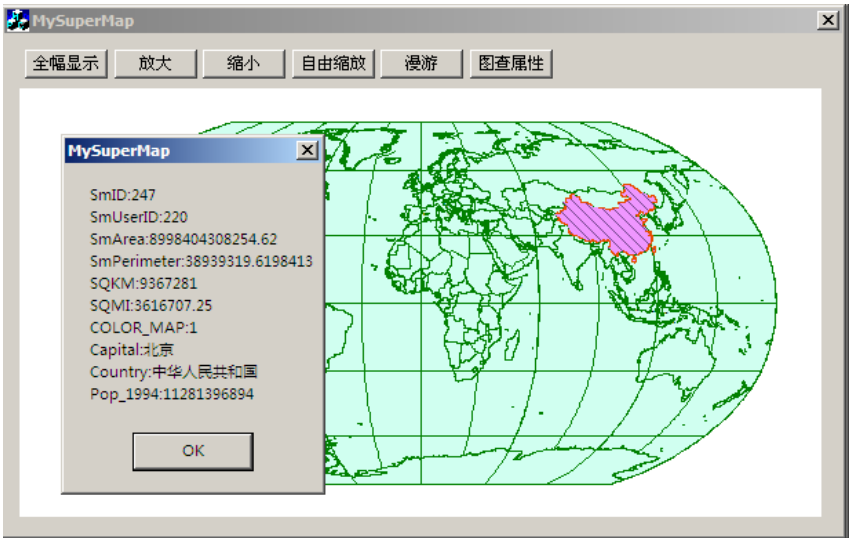 MySuperMap
全幅显示 放大 缩小 自由缩放 漫游 图查属性
MySuperMap
SmID:247
SmUserID:220
SmArea:8998404308254.62
SmPerimeter:38939319.6198413
SQKM:9367281
SQMI:3616707.25
COLOR_MAP:1
Capital:北京
Country:中华人民共和国
Pop_1994:11281396894
OK